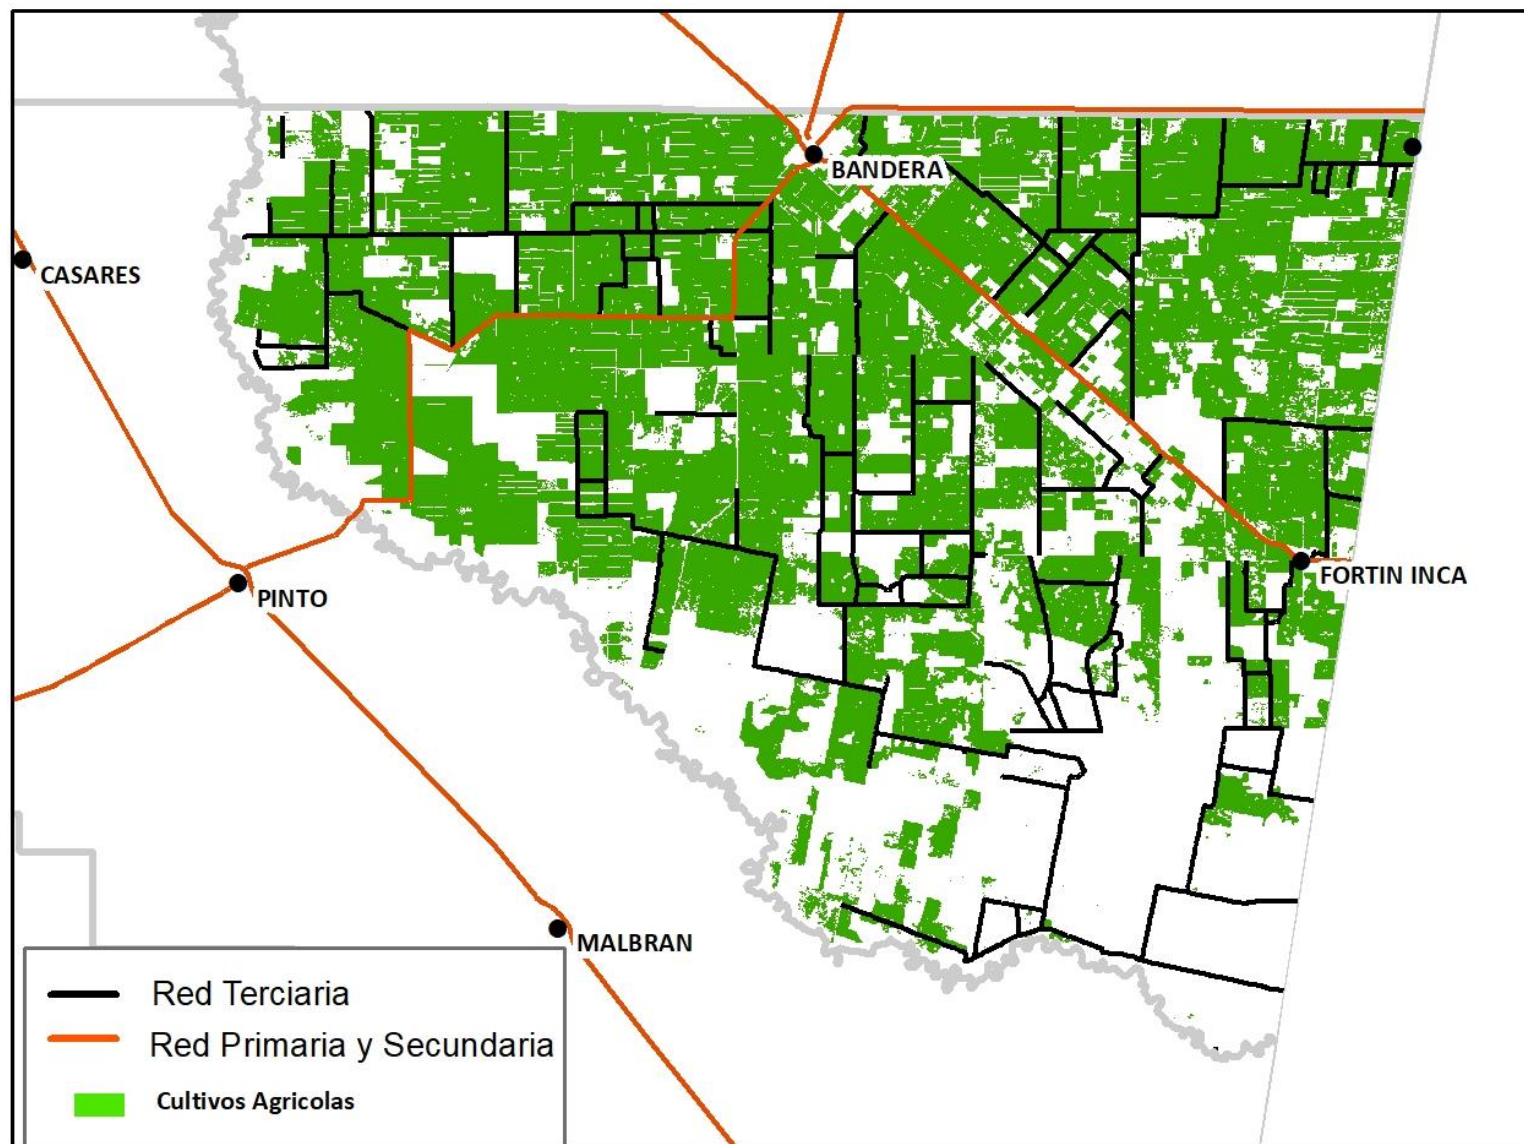 BANDERA
CASARES
FORTIN INCA
PINTO
MALBRAN
Red Terciaria
Red Primaria y Secundaria
Cultivos Agricolas